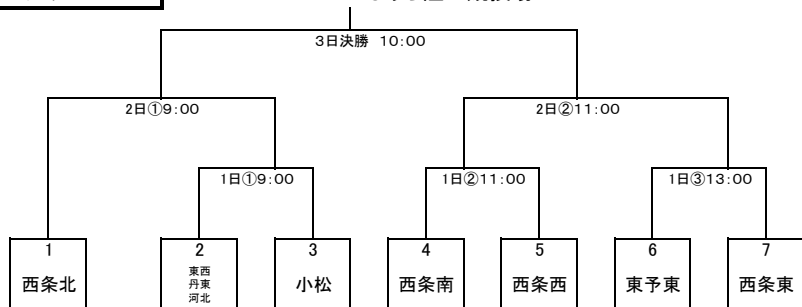 3日決勝 10:00
2日①9:00
2日②11:00
1日①9:00
1日②11:00
1日③13:00
1
2
3
4
5
6
7
西条北
東西
丹東
河北
小松
西条南
西条西
東予東
西条東